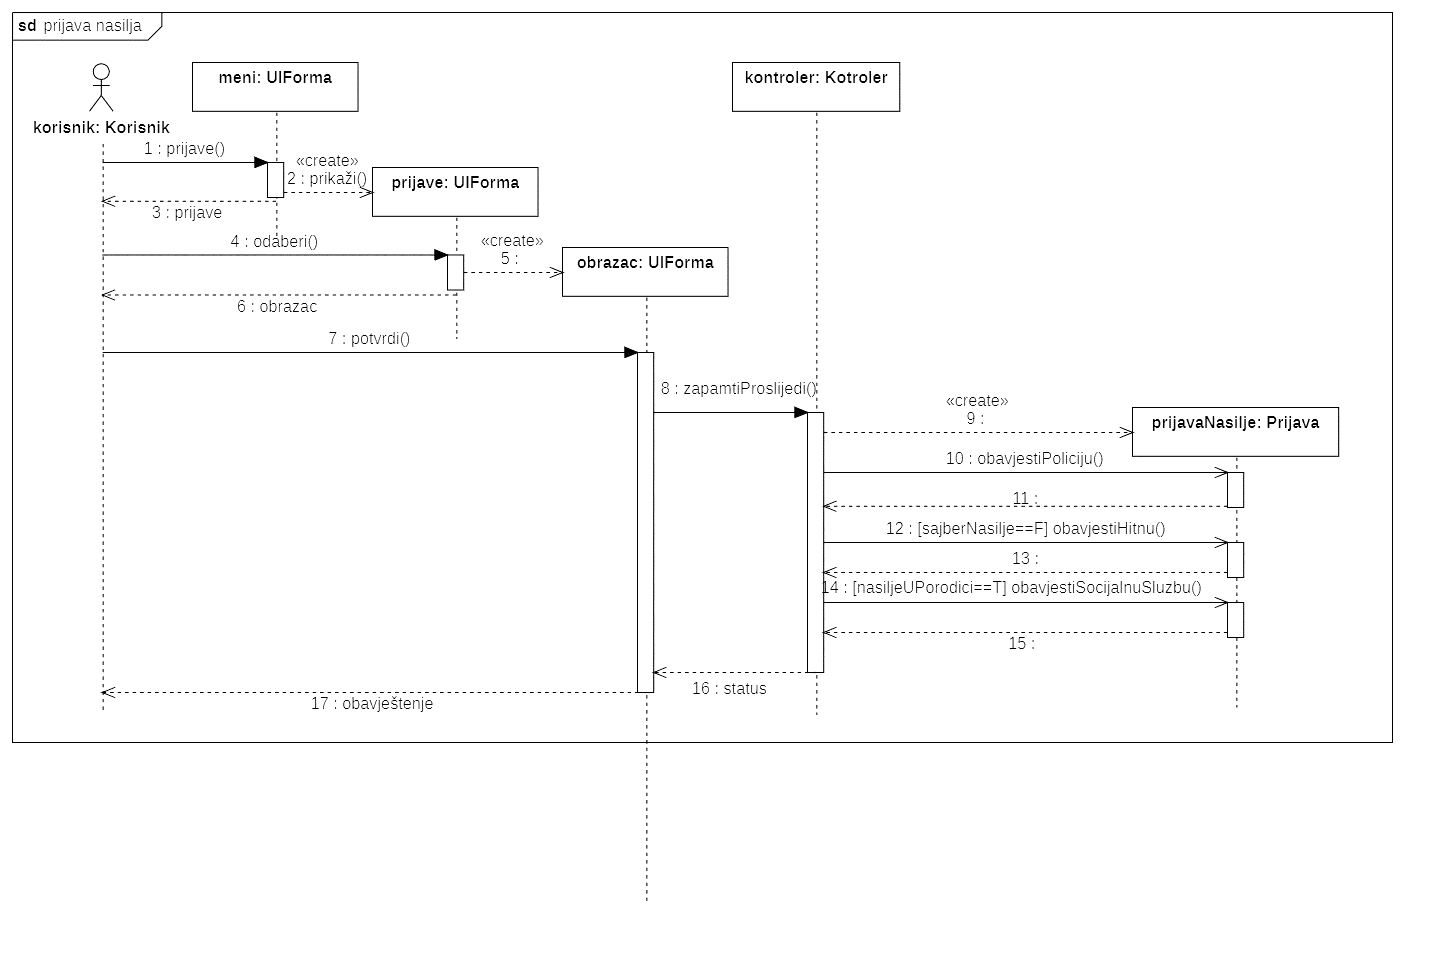 sd prijava nasilja
meni: UIForma
kontroler: Kotroler
korisnik: Korisnik
1 : prijave()
«create»
2 : prikaži()
prijave: UIForma
3 : prijave
4 : odaberi()
«create»
5 :
obrazac: UIForma
6 : obrazac
7 : potvrdi()
8 : zapamtiProslijedi()
«create»
9 :
prijavaNasilje: Prijava
10 : obavjestiPoliciju()
11 :
12 : [sajberNasilje==F] obavjestiHitnu()
13 :
14 : [nasiljeUPorodici==T] obavjestiSocijalnuSluzbu()
15 :
16 : status
17 : obavještenje